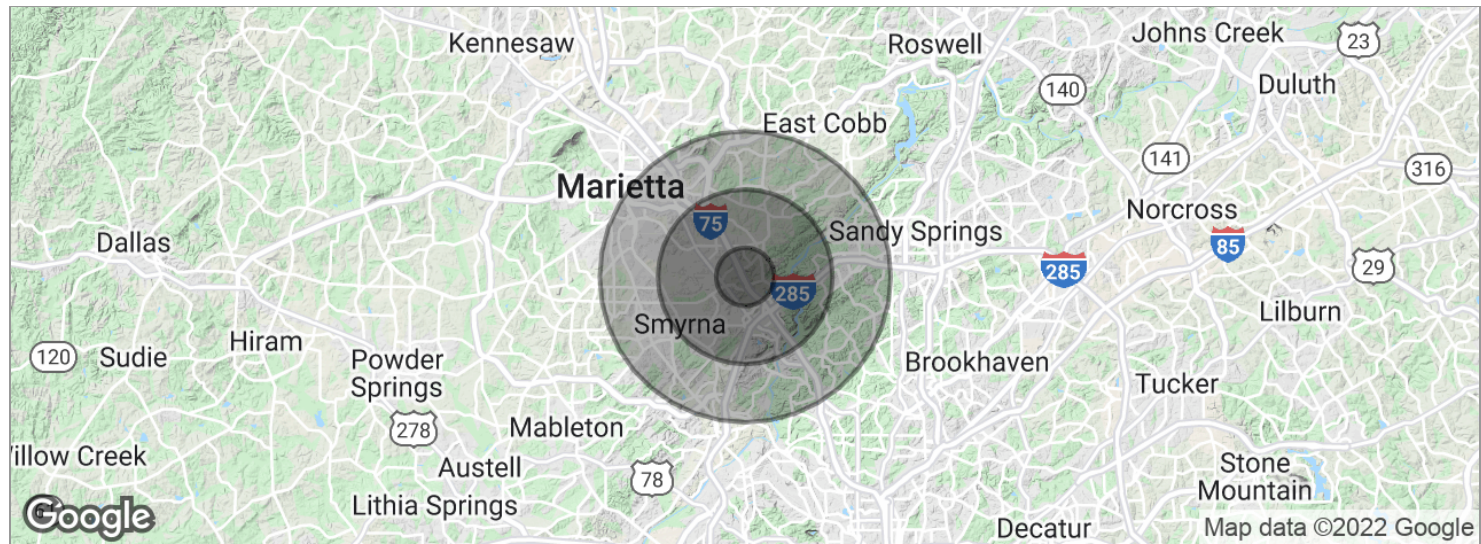 Kennesaw
Roswell
Johns Creek
23
Duluth
140
East Cobb
141
316
Marietta
75
Norcross
Dallas
Sandy Springs
85
285
285
29
Smyrna
Lilburn
120
Sudie
Hiram
Powder
Springs
Brookhaven
Tucker
278
Mableton
Willow Creek
Austell
78
Stone
Mountain
61
Lithia Springs
Google
Decatur
Map data ©2022 Google